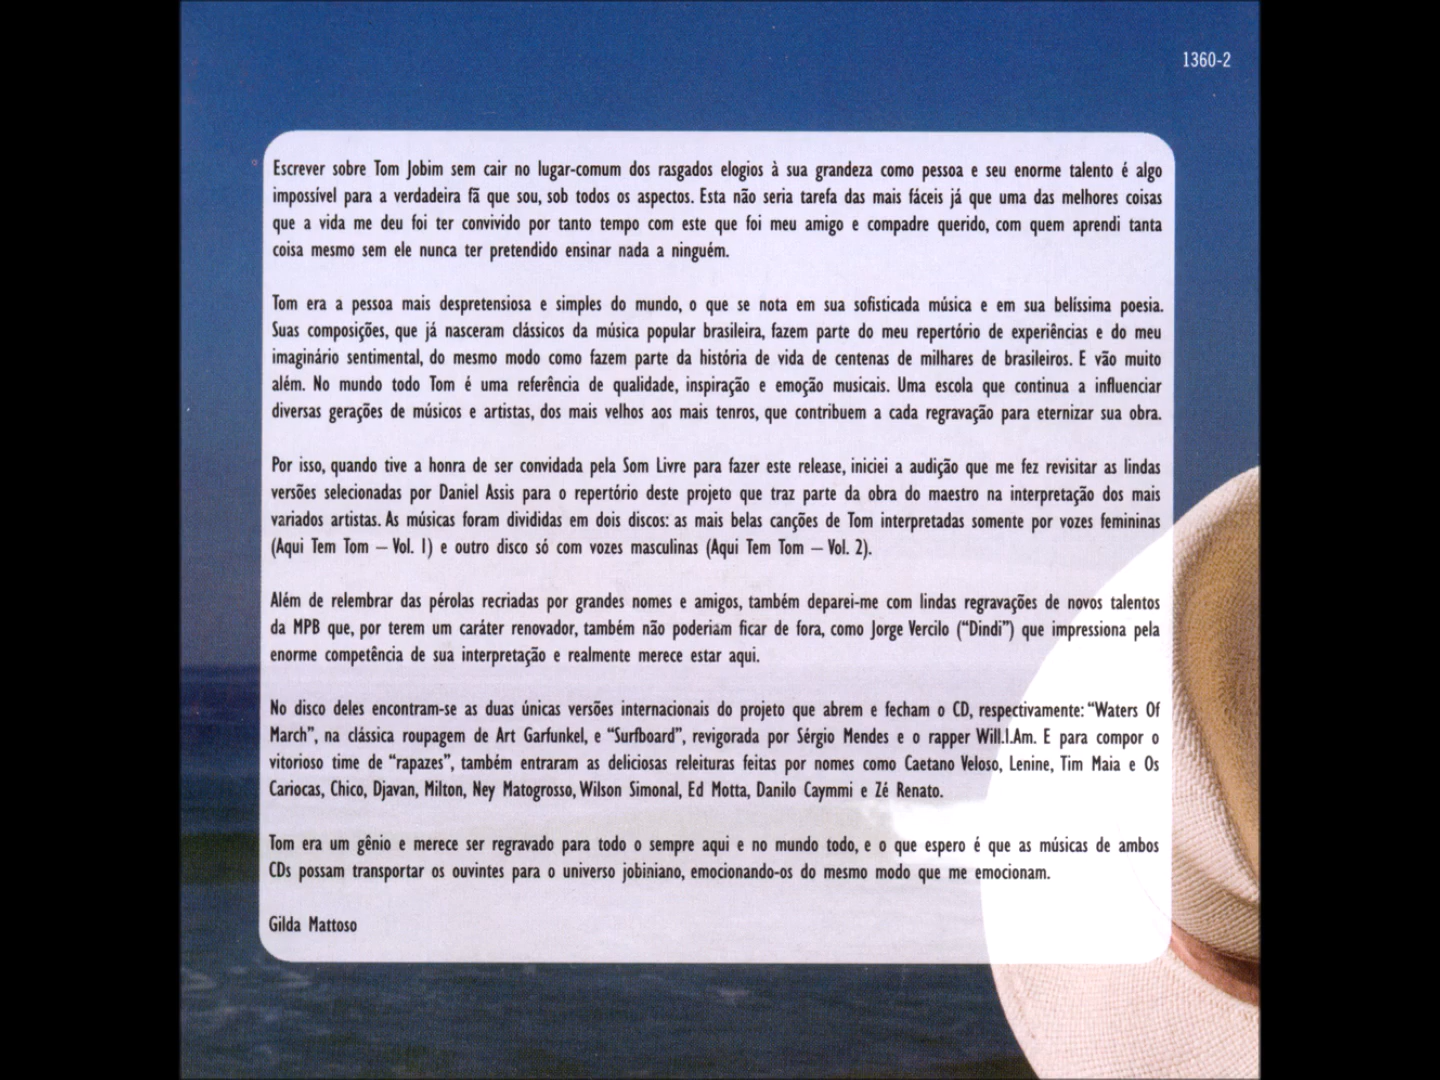 1360-2
Escrever sobre Tom Jobim sem cair no lugar-comum dos rasgados elogios à sua grandeza como pessoa e seu enorme talento é algo
impossível para a verdadeira fã que sou, sob todos os aspectos. Esta não seria tarefa das mais fáceis já que uma das melhores coisas
que a vida me deu foi ter convivido por tanto tempo com este que foi meu amigo e compadre querido, com quem aprendi tanta
coisa mesmo sem ele nunca ter pretendido ensinar nada a ninguém.
Tom era a pessoa mais despretensiosa e simples do mundo, o que se nota em sua sofisticada música e em sua belíssima poesia.
Suas composições, que já nasceram clássicos da música popular brasileira, fazem parte do meu repertório de experiências e do meu
imaginário sentimental, do mesmo modo como fazem parte da história de vida de centenas de milhares de brasileiros. E vão muito
além. No mundo todo Tom é uma referência de qualidade, inspiração e emoção musicais. Uma escola que continua a influenciar
diversas gerações de músicos e artistas, dos mais velhos aos mais tenros, que contribuem a cada regravação para eternizar sua obra.
Por isso, quando tive a honra de ser convidada pela Som Livre para fazer este release, iniciei a audição que me fez revisitar as lindas
versões selecionadas por Daniel Assis para o repertório deste projeto que traz parte da obra do maestro na interpretação dos mais
variados artistas. As músicas foram divididas em dois discos: as mais belas canções de Tom interpretadas somente por vozes femininas
(Aqui Tem Tom – Vol. 1) e outro disco só com vozes masculinas (Aqui Tem Tom – Vol. 2).
Além de relembrar das pérolas recriadas por grandes nomes e amigos, também deparei-me com lindas regravações de novos talentos
da MPB que, por terem um caráter renovador, também não poderiam ficar de fora, como Jorge Vercilo (“Dindi”) que impressiona pela
enorme competência de sua interpretação e realmente merece estar aqui.
No disco deles encontram-se as duas únicas versões internacionais do projeto que abrem e fecham o CD, respectivamente: “Waters Of
March”, na clássica roupagem de Art Garfunkel, e “Surfboard”, revigorada por Sérgio Mendes e o rapper Will.I.Am. E para compor o
vitorioso time de “rapazes”, também entraram as deliciosas releituras feitas por nomes como Caetano Veloso, Lenine, Tim Maia e Os
Cariocas, Chico, Djavan, Milton, Ney Matogrosso, Wilson Simonal, Ed Motta, Danilo Caymmi e Zé Renato.
Tom era um gênio e merece ser regravado para todo o sempre aqui e no mundo todo, e o que espero é que as músicas de ambos
CDs possam transportar os ouvintes para o universo jobiniano, emocionando-os do mesmo modo que me emocionam.
Gilda Mattoso